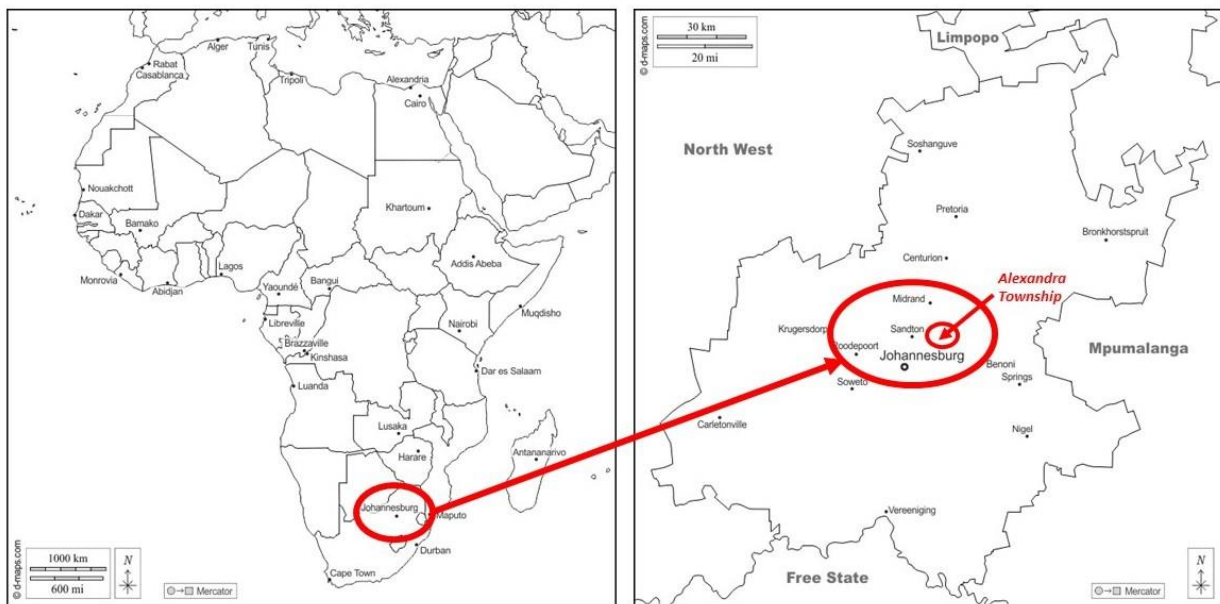 Alger
Tunis
Rabat
Casablanca
Tripoli
Alexandria
Cairo
Nouakchott
Dakar
Khartoum
Bamako
Addis Abeba
Lagos
Monrovia
Abidjan
Yaoundé
Bangui
Muqdisho
Libreville
Nairobi
Brazzaville
Kinshasa
Dar es Salaam
Luanda
Lusaka
Harare
Antananarivo
Johannesburg
Maputo
Durban
Cape Town
1000 km
600 mi
N
Mercator
© d-maps.com
30 km
20 mi
© d-maps.com
Limpopo
North West
Soshanguve
Pretoria
Bronkhorstspruit
Centurion
Alexandra
Township
Midrand
Krugersdorp
Sandton
Roodepoort
Johannesburg
Mpumalanga
Benoni
Springs
Soweto
Carletonville
Nigel
Vereeniging
Free State
N
Mercator